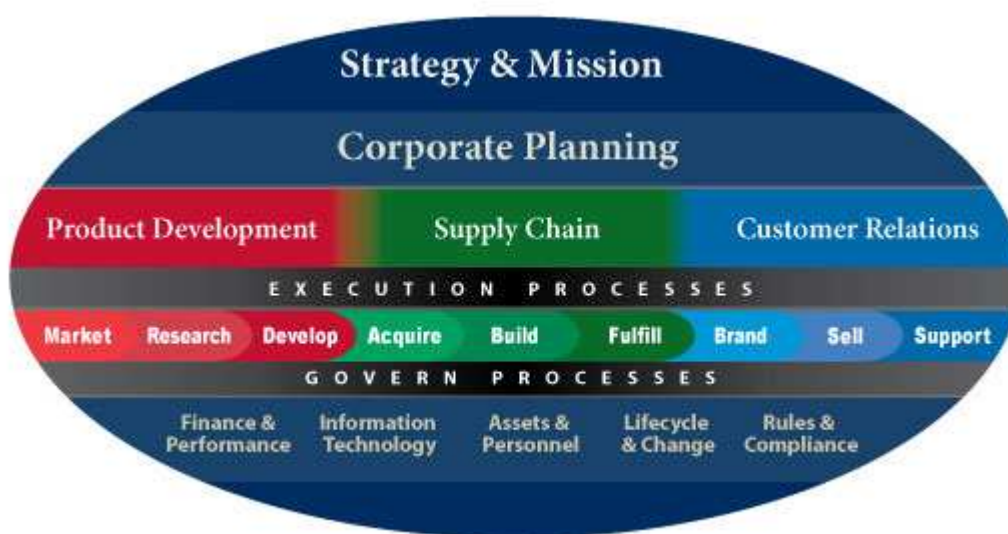 Strategy & Mission
Corporate Planning
Product Development Supply Chain Customer Relations
EXECUTION PROCESSES
Market Research Develop Acquire Build Fulfill Brand Sell Support
GOVERN PROCESSES
Finance & Information Assets & Lifecycle Rules &
Performance Technology Personnel & Change Compliance